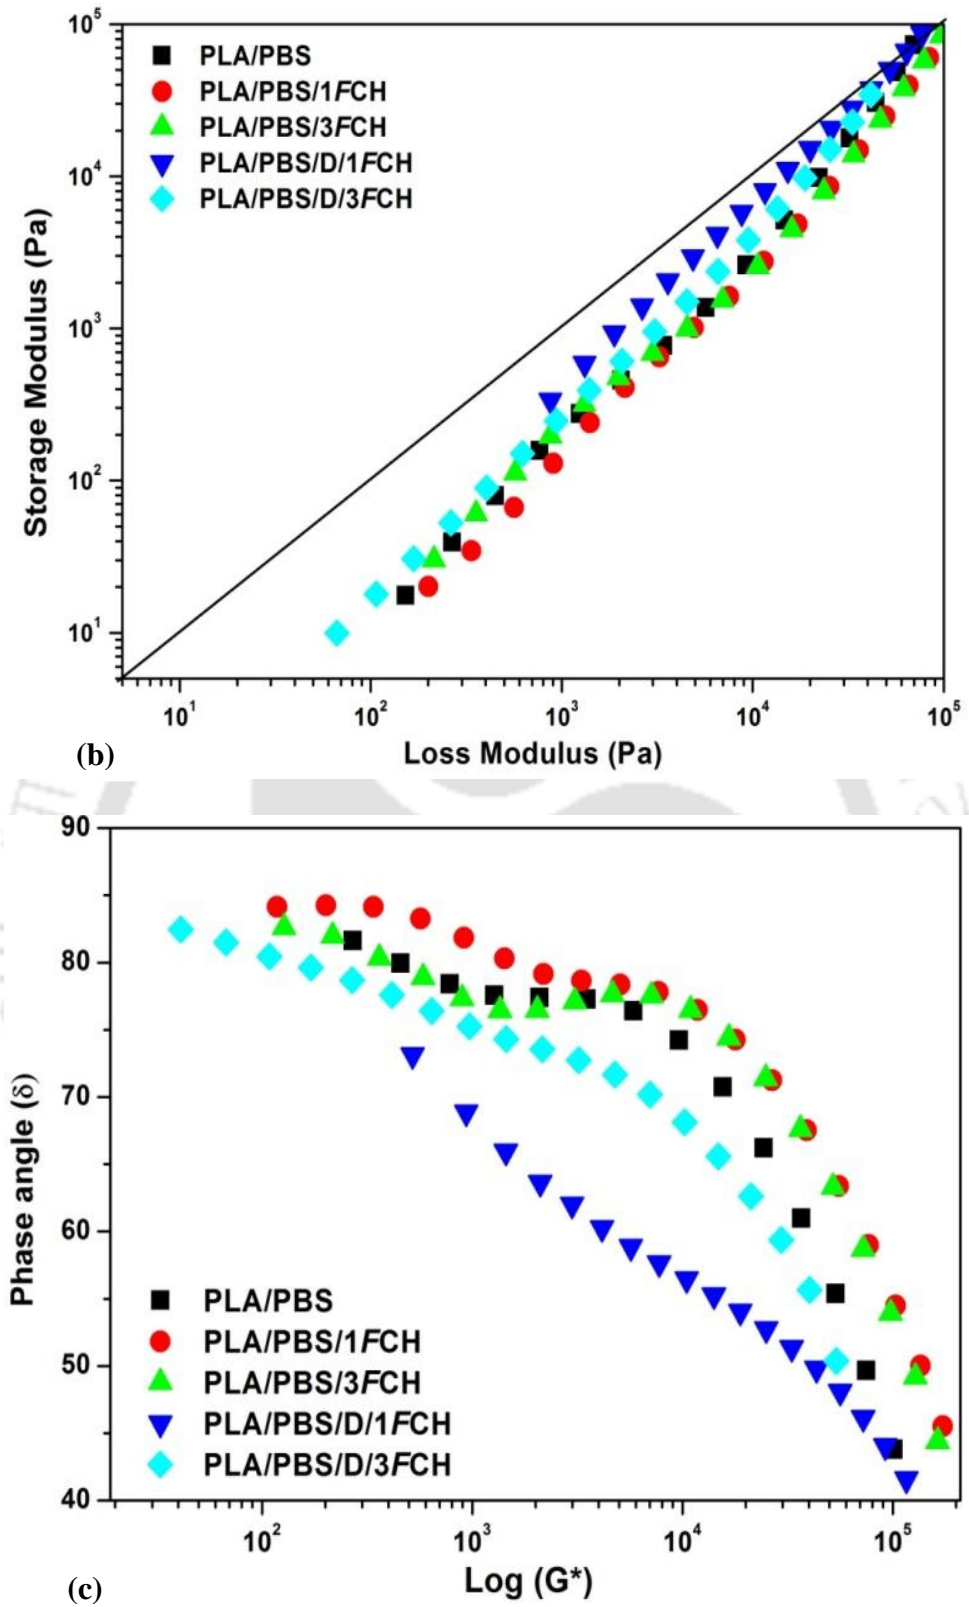 10⁵
PLA/PBS
PLA/PBS/1FCH
PLA/PBS/3FCH
PLA/PBS/D/1FCH
PLA/PBS/D/3FCH
10⁴
10³
10²
10¹
Storage Modulus (Pa)
10¹ 10² 10³ 10⁴ 10⁵
(b) Loss Modulus (Pa)
90
80
70
60
50
40
Phase angle (δ)
PLA/PBS
PLA/PBS/1FCH
PLA/PBS/3FCH
PLA/PBS/D/1FCH
PLA/PBS/D/3FCH
10² 10³ 10⁴ 10⁵
(c) Log (G*)